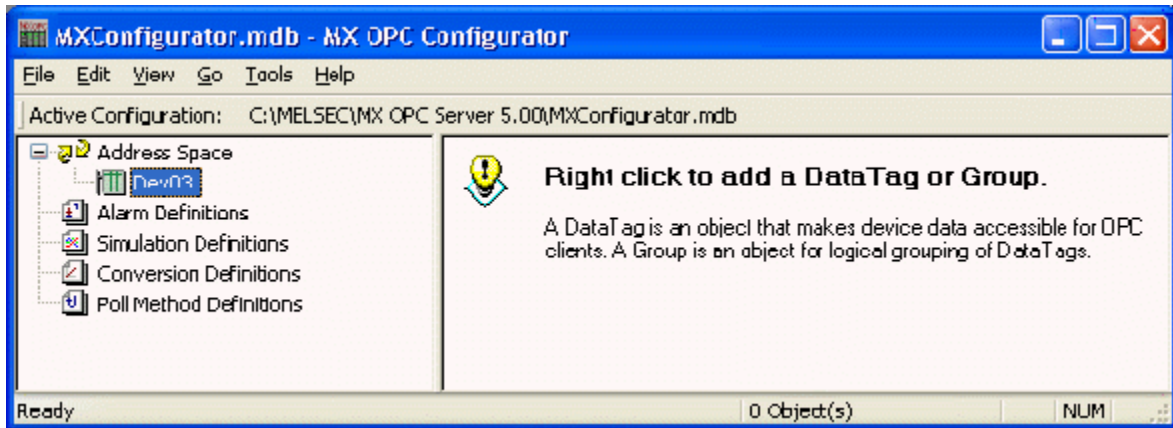 MXConfigurator.mdb - MX OPC Configurator
File Edit View Go Tools Help
Active Configuration: C:\MELSEC\MX OPC Server 5.00\MXConfigurator.mdb
Address Space
Dev03
Alarm Definitions
Simulation Definitions
Conversion Definitions
Poll Method Definitions
Right click to add a DataTag or Group.
A DataTag is an object that makes device data accessible for OPC
clients. A Group is an object for logical grouping of DataTags.
Ready 0 Object(s) NUM